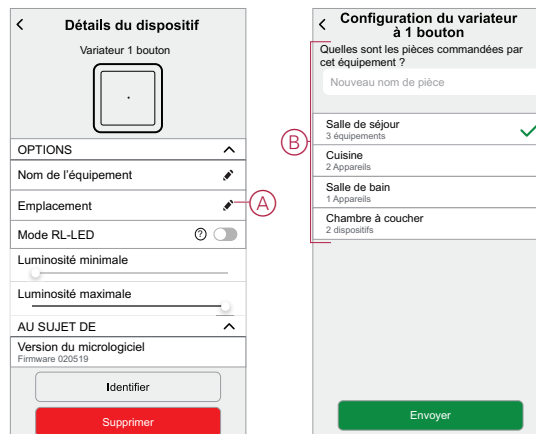 Détails du dispositif
Variateur 1 bouton
OPTIONS
Nom de l'équipement
Emplacement
A
Mode RL-LED
?
Luminosité minimale
Luminosité maximale
AU SUJET DE
Version du micrologiciel
Firmware 020519
Identifier
Supprimer
Configuration du variateur
à 1 bouton
Quelles sont les pièces commandées par
cet équipement ?
Nouveau nom de pièce
B
Salle de séjour
3 équipements
Cuisine
2 Appareils
Salle de bain
1 Appareils
Chambre à coucher
2 dispositifs
Envoyer